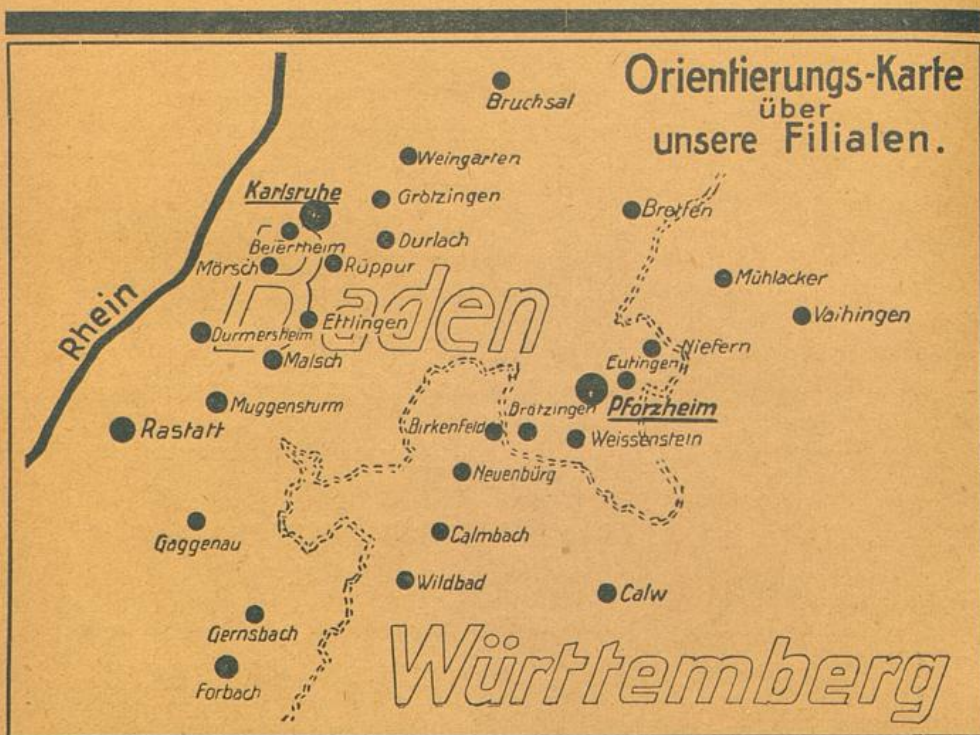 Orientierungs-Karte
über
unsere Filialen.
Bruchsal
Weingarten
Karlsruhe
Grötzingen
Bretten
Beiertheim
Durlach
Mörsch
Rüppur
Mühlacker
Baden
Rhein
Vaihingen
Ettlingen
Durmersheim
Niefern
Malsch
Eutingen
Muggensturm
Brötzingen
Pforzheim
Rastatt
Birkenfeld
Weissenstein
Neuenbürg
Gaggenau
Calmbach
Wildbad
Calw
Gernsbach
Württemberg
Forbach